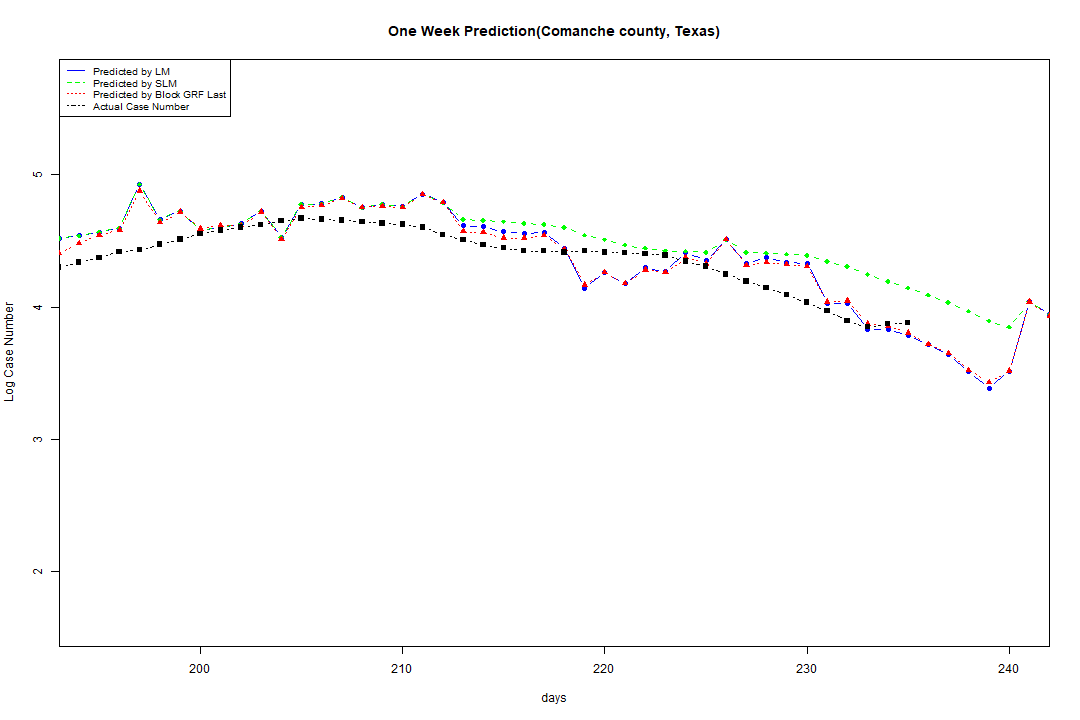 One Week Prediction(Comanche county, Texas)
Predicted by LM
Predicted by SLM
Predicted by Block GRF Last
Actual Case Number
5
4
3
2
Log Case Number
200 210 220 230 240
days